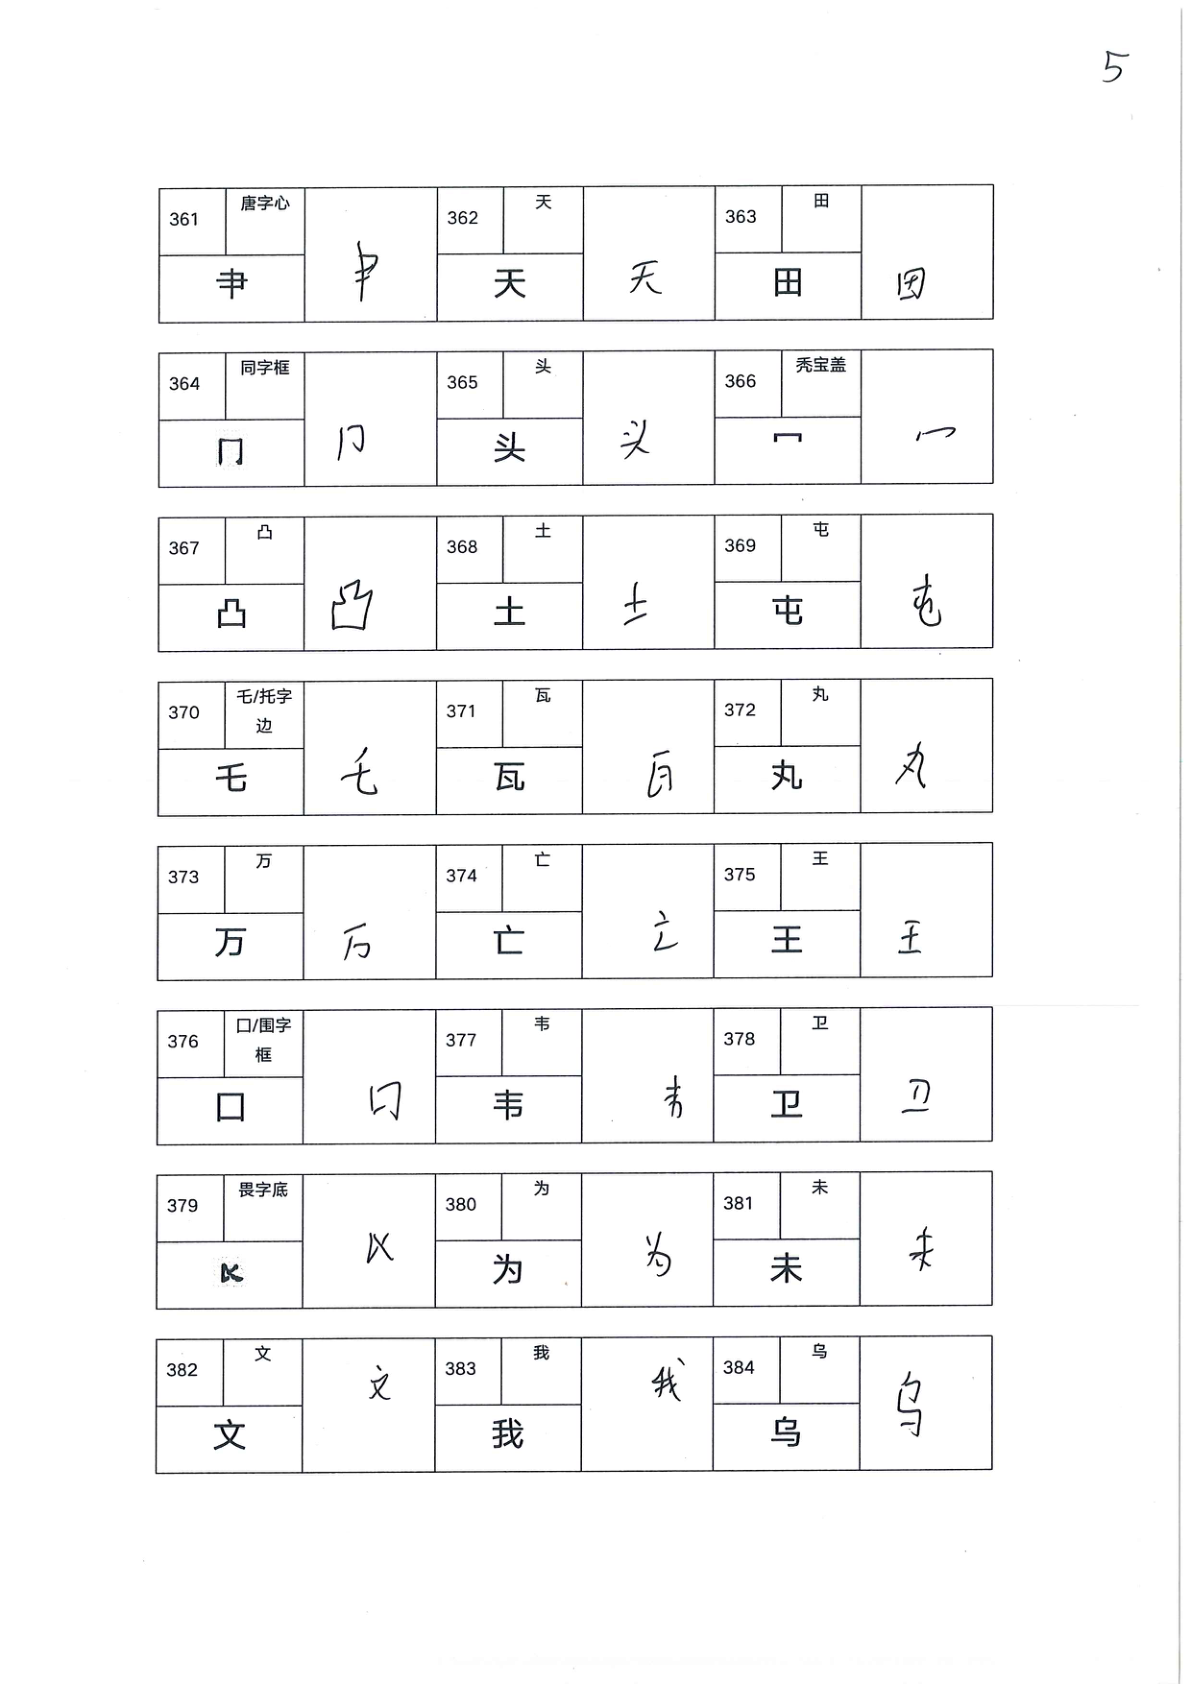 5
361 唐字心 肀 肀 362 天 天 天 363 田 田 田
364 同字框 冂 冂 365 头 头 头 366 秃宝盖 冖 冖
367 凸 凸 凸 368 土 土 土 369 屯 屯 屯
370 乇/托字边 乇 乇 371 瓦 瓦 瓦 372 丸 丸 丸
373 万 万 万 374 亡 亡 亡 375 王 王 王
376 囗/围字框 囗 囗 377 韦 韦 韦 378 卫 卫 卫
379 畏字底 380 为 为 为 381 未 未 未
382 文 文 文 383 我 我 我 384 乌 乌 乌